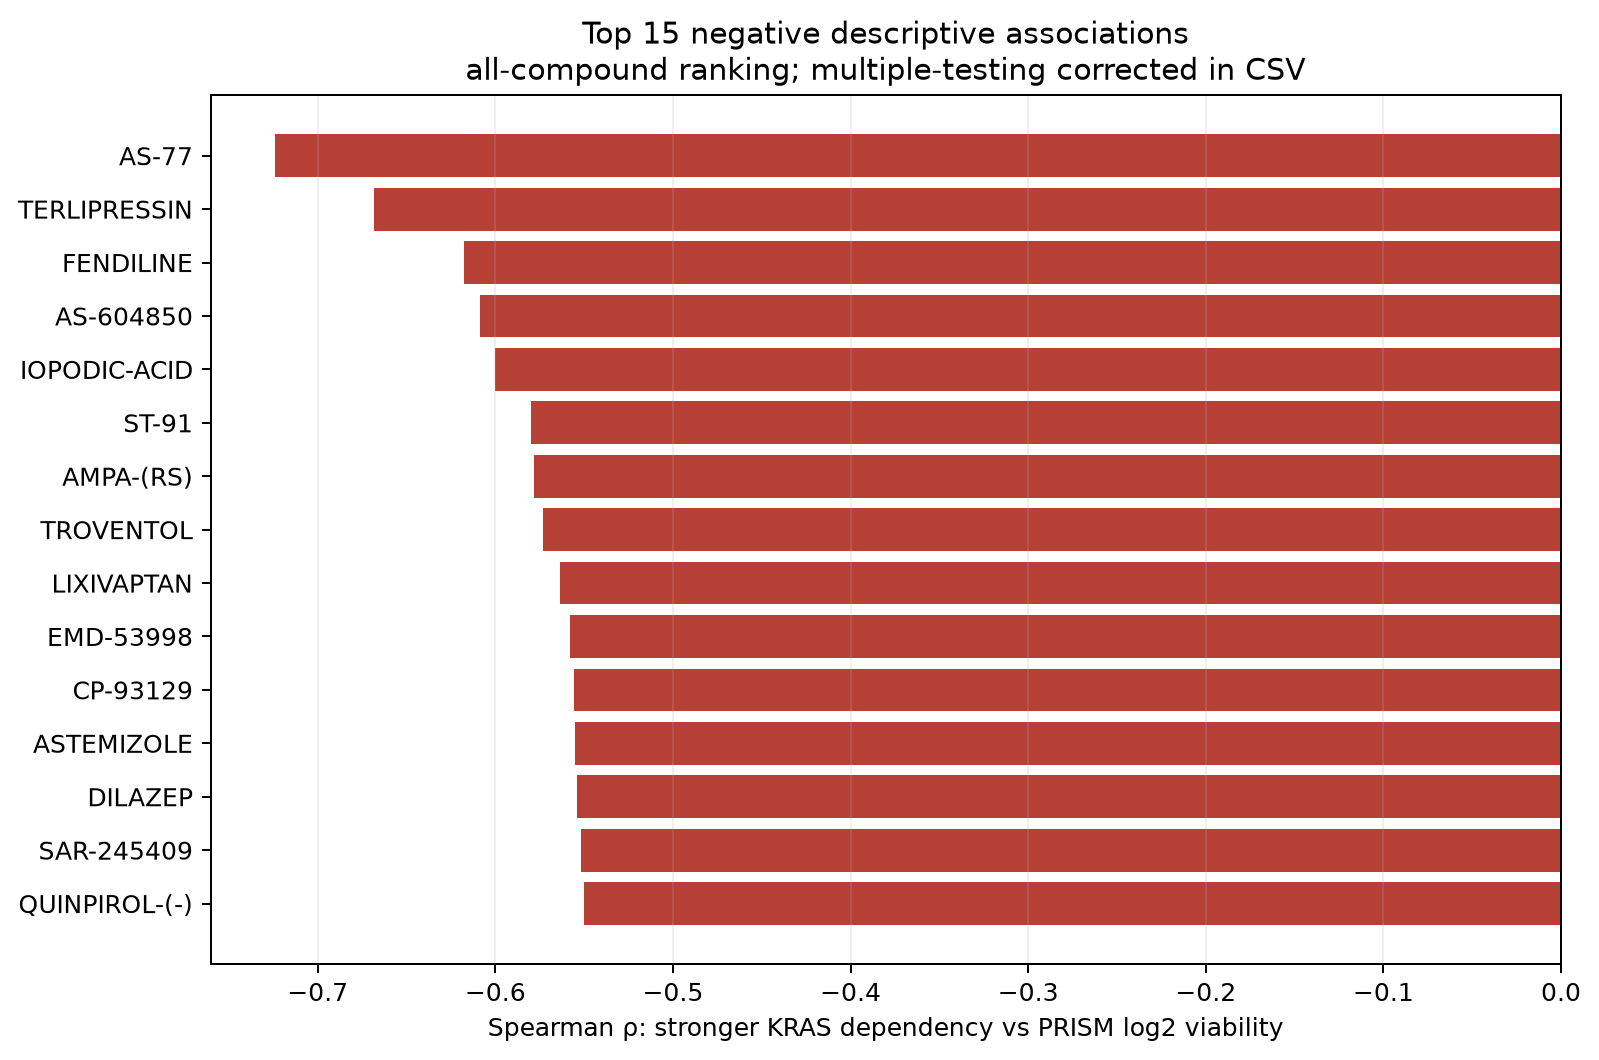 Top 15 negative descriptive associations
all-compound ranking; multiple-testing corrected in CSV
AS-77
TERLIPRESSIN
FENDILINE
AS-604850
IOPODIC-ACID
ST-91
AMPA-(RS)
TROVENTOL
LIXIVAPTAN
EMD-53998
CP-93129
ASTEMIZOLE
DILAZEP
SAR-245409
QUINPIROL-(-)
−0.7 −0.6 −0.5 −0.4 −0.3 −0.2 −0.1 0.0
Spearman ρ: stronger KRAS dependency vs PRISM log2 viability